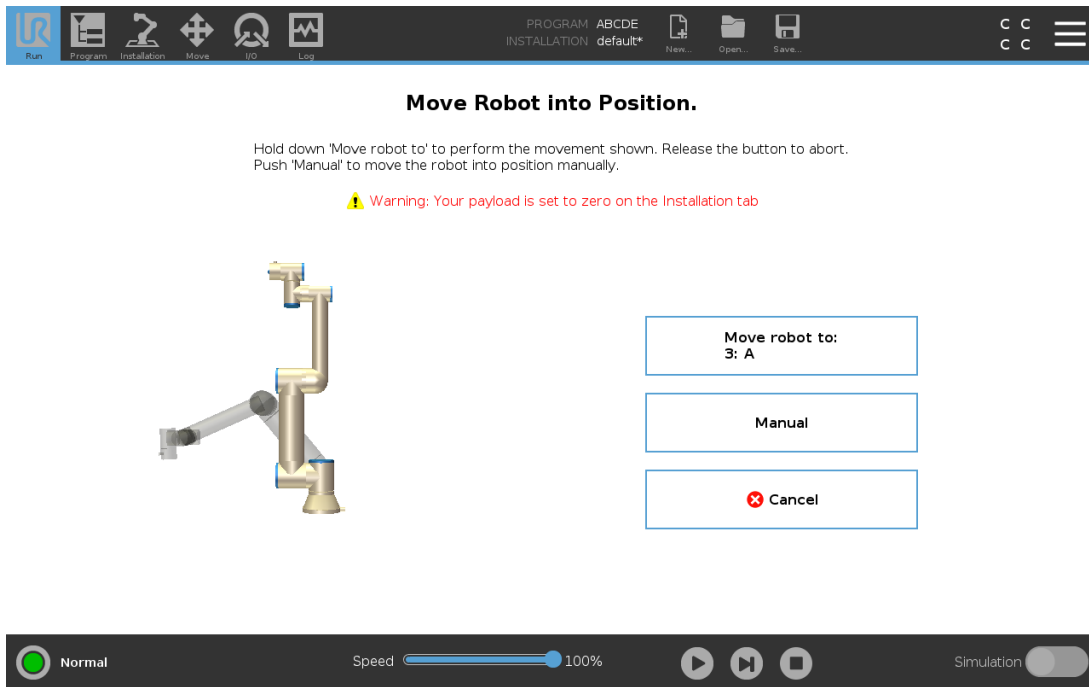 UR
PROGRAM ABCDE
INSTALLATION default*
C C
C C
Run Program Installation Move I/O Log New... Open... Save...
Move Robot into Position.
Hold down 'Move robot to' to perform the movement shown. Release the button to abort.
Push 'Manual' to move the robot into position manually.
Warning: Your payload is set to zero on the Installation tab
Move robot to:
3: A
Manual
Cancel
Normal Speed 100% Simulation